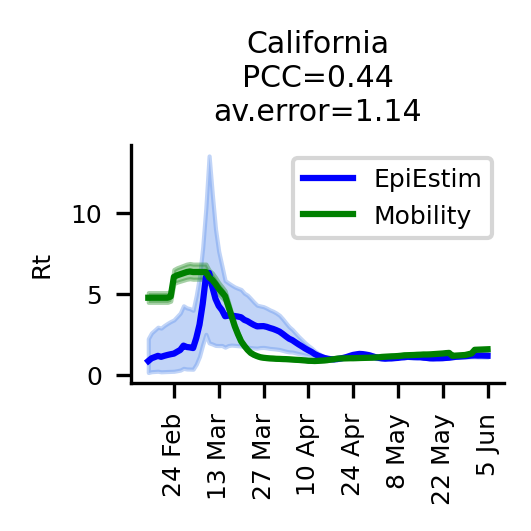 California
PCC=0.44
av.error=1.14
EpiEstim
Mobility
Rt
10
5
0
24 Feb
13 Mar
27 Mar
10 Apr
24 Apr
8 May
22 May
5 Jun